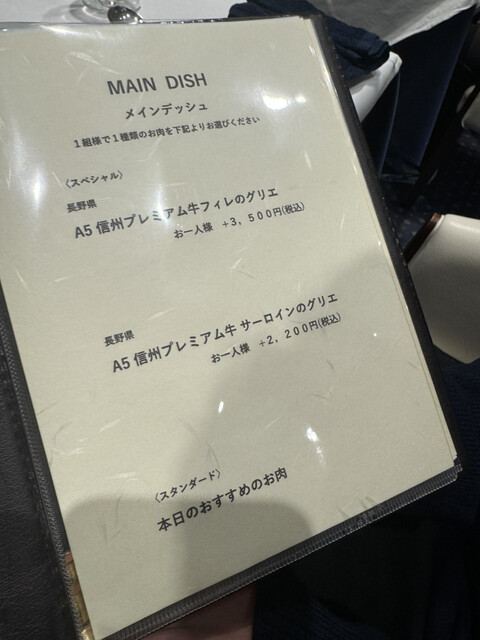 MAIN DISH
メインデッシュ
1組様で1種類のお肉を下記よりお選びください
〈スペシャル〉
長野県
A5 信州プレミアム牛フィレのグリエ
お一人様 +3,500円(税込)
長野県
A5 信州プレミアム牛 サーロインのグリエ
お一人様 +2,200円(税込)
〈スタンダード〉
本日のおすすめのお肉